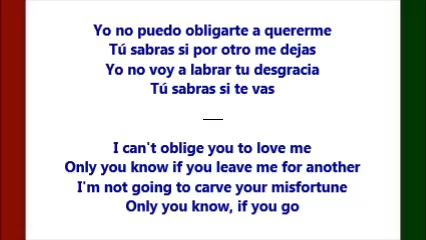 Yo no puedo obligarte a quererme
Tú sabras si por otro me dejas
Yo no voy a labrar tu desgracia
Tú sabras si te vas
I can't oblige you to love me
Only you know if you leave me for another
I'm not going to carve your misfortune
Only you know, if you go